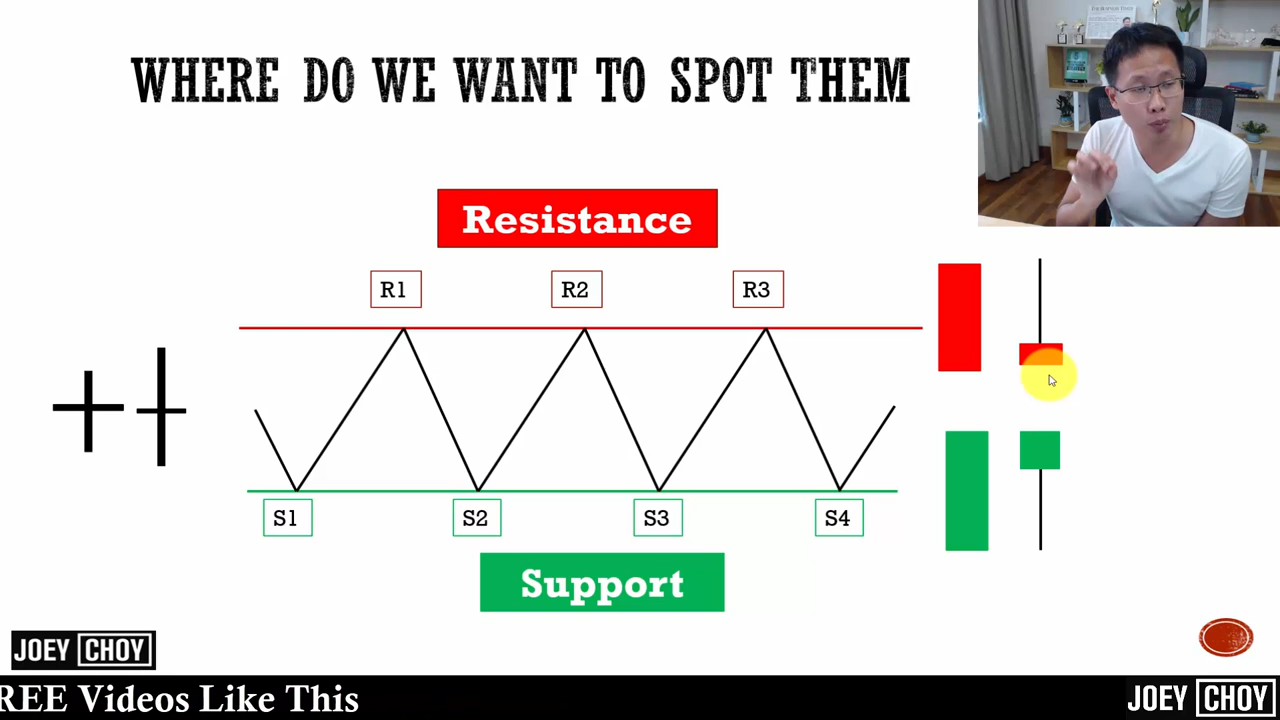 WHERE DO WE WANT TO SPOT THEM
Resistance
R1 R2 R3
S1 S2 S3 S4
Support
JOEY CHOY
REE Videos Like This
JOEY CHOY